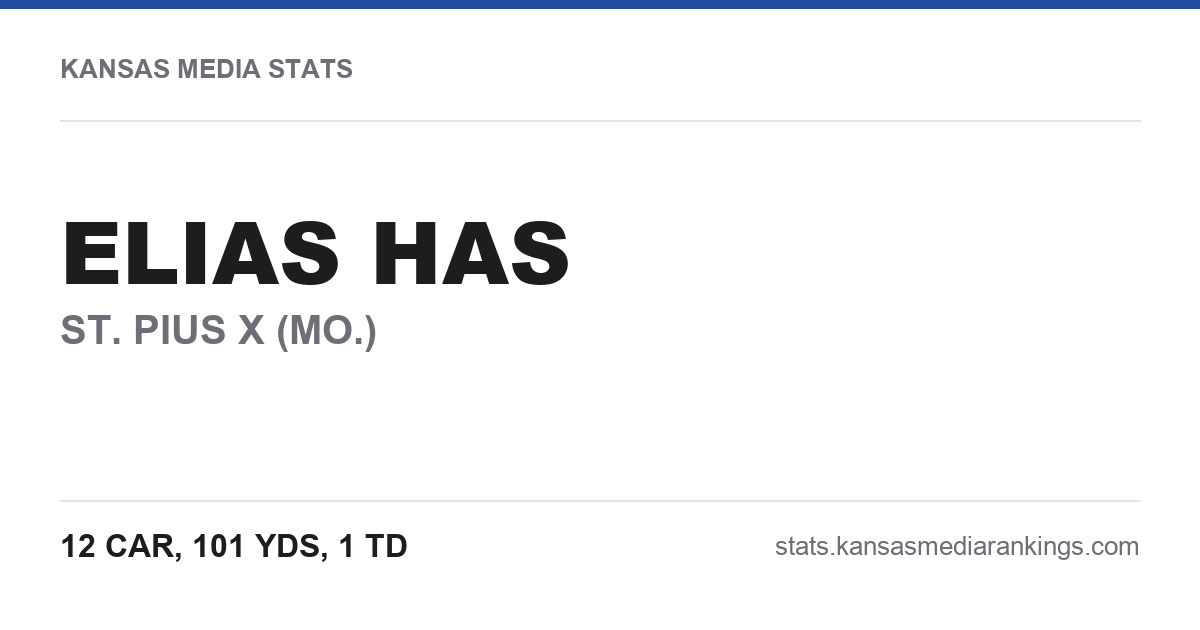 KANSAS MEDIA STATS
ELIAS HAS
ST. PIUS X (MO.)
12 CAR, 101 YDS, 1 TD
stats.kansasmediarankings.com